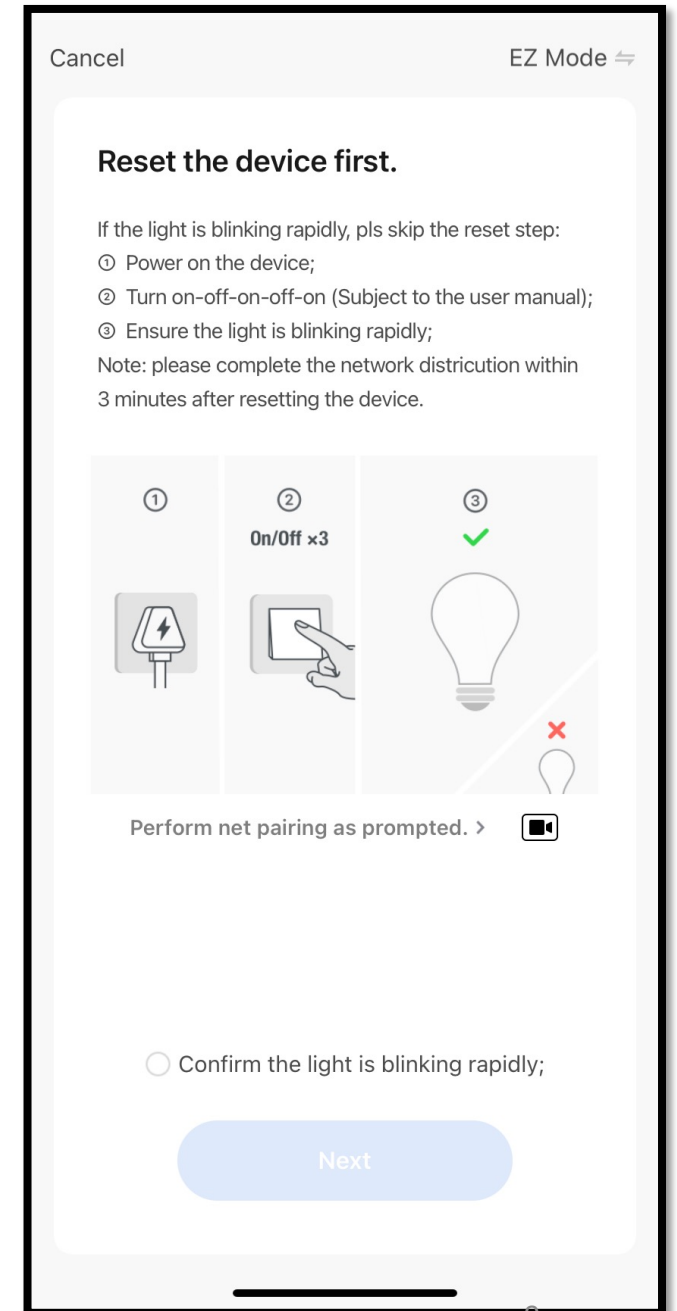 Cancel
EZ Mode
Reset the device first.
If the light is blinking rapidly, pls skip the reset step:
① Power on the device;
② Turn on-off-on-off-on (Subject to the user manual);
③ Ensure the light is blinking rapidly;
Note: please complete the network districution within
3 minutes after resetting the device.
①
②
③
On/Off ×3
Perform net pairing as prompted. >
Confirm the light is blinking rapidly;
Next